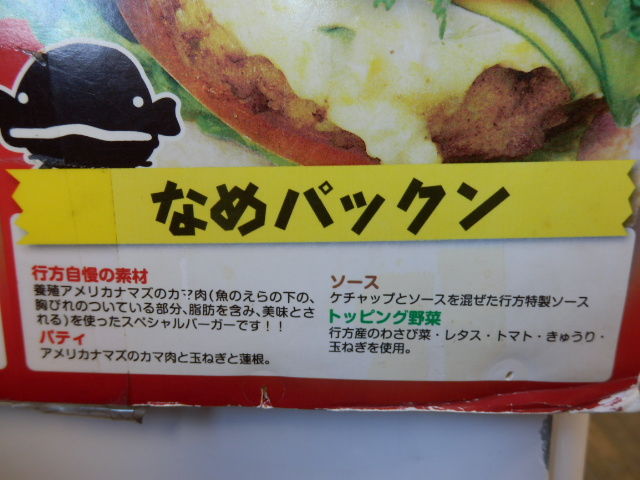 なめパックン
行方自慢の素材
養殖アメリカナマズのカマ肉(魚のえらの下の、
胸びれのついている部分、脂肪を含み、美味とさ
れる)を使ったスペシャルバーガーです！！
パティ
アメリカナマズのカマ肉と玉ねぎと蓮根。
ソース
ケチャップとソースを混ぜた行方特製ソース
トッピング野菜
行方産のわさび菜・レタス・トマト・きゅうり・
玉ねぎを使用。